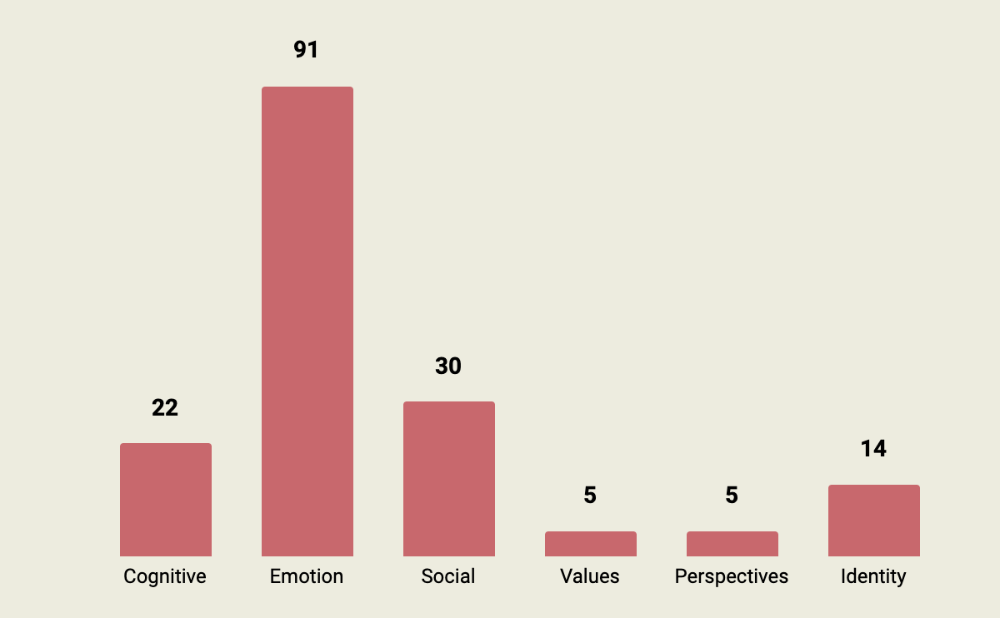 91
30
22
14
5
5
Cognitive
Emotion
Social
Values
Perspectives
Identity